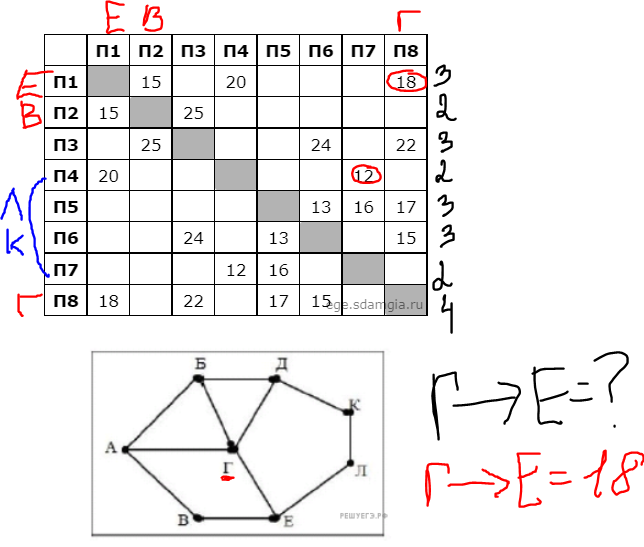 Е В Г
П1 П2 П3 П4 П5 П6 П7 П8
Е П1 15 20 18 3
В П2 15 25 2
П3 25 24 22 3
П4 20 12 2
Л П5 13 16 17 3
К П6 24 13 15 3
П7 12 16 2
Г П8 18 22 17 15 4
ege.sdamgia.ru
Б Д
К
А Г
Л
В Е
РЕШУЕГЭ.РФ
Г → Е = ?
Г → Е = 18